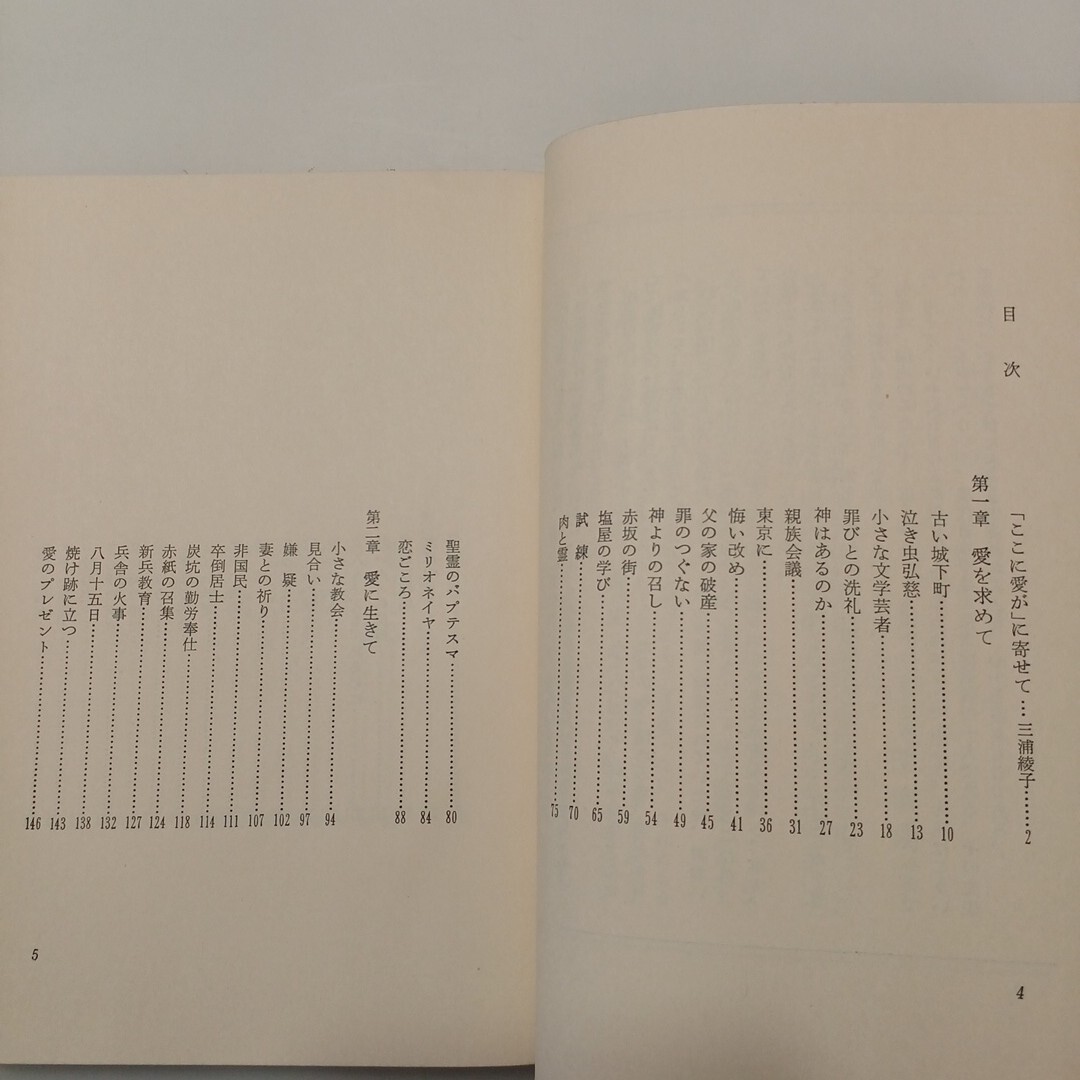 目次
「ここに愛が」に寄せて…三浦綾子……2
第一章 愛を求めて
古い城下町……10
泣き虫弘慈……13
小さな文学芸者……18
罪びとの洗礼……23
神はあるのか……27
親族会議……31
東京に……36
悔い改め……41
父の家の破産……45
罪のつぐない……49
神よりの召し……54
赤坂の街……59
塩屋の学び……65
試練……70
肉と霊……75
4
聖霊のバプテスマ……80
ミリオネイヤ……84
恋ごころ……88
第二章 愛に生きて
小さな教会……94
見合い……97
嫌疑……102
妻との祈り……107
非国民……111
卒倒居士……114
炭坑の勤労奉仕……118
赤紙の召集……124
新兵教育……127
兵舎の火事……132
八月十五日……138
焼け跡に立つ……143
愛のプレゼント……146
5